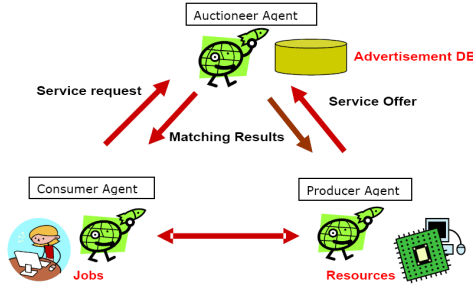 Auctioneer Agent
Advertisement DB
Service request
Service Offer
Matching Results
Consumer Agent
Producer Agent
Jobs
Resources